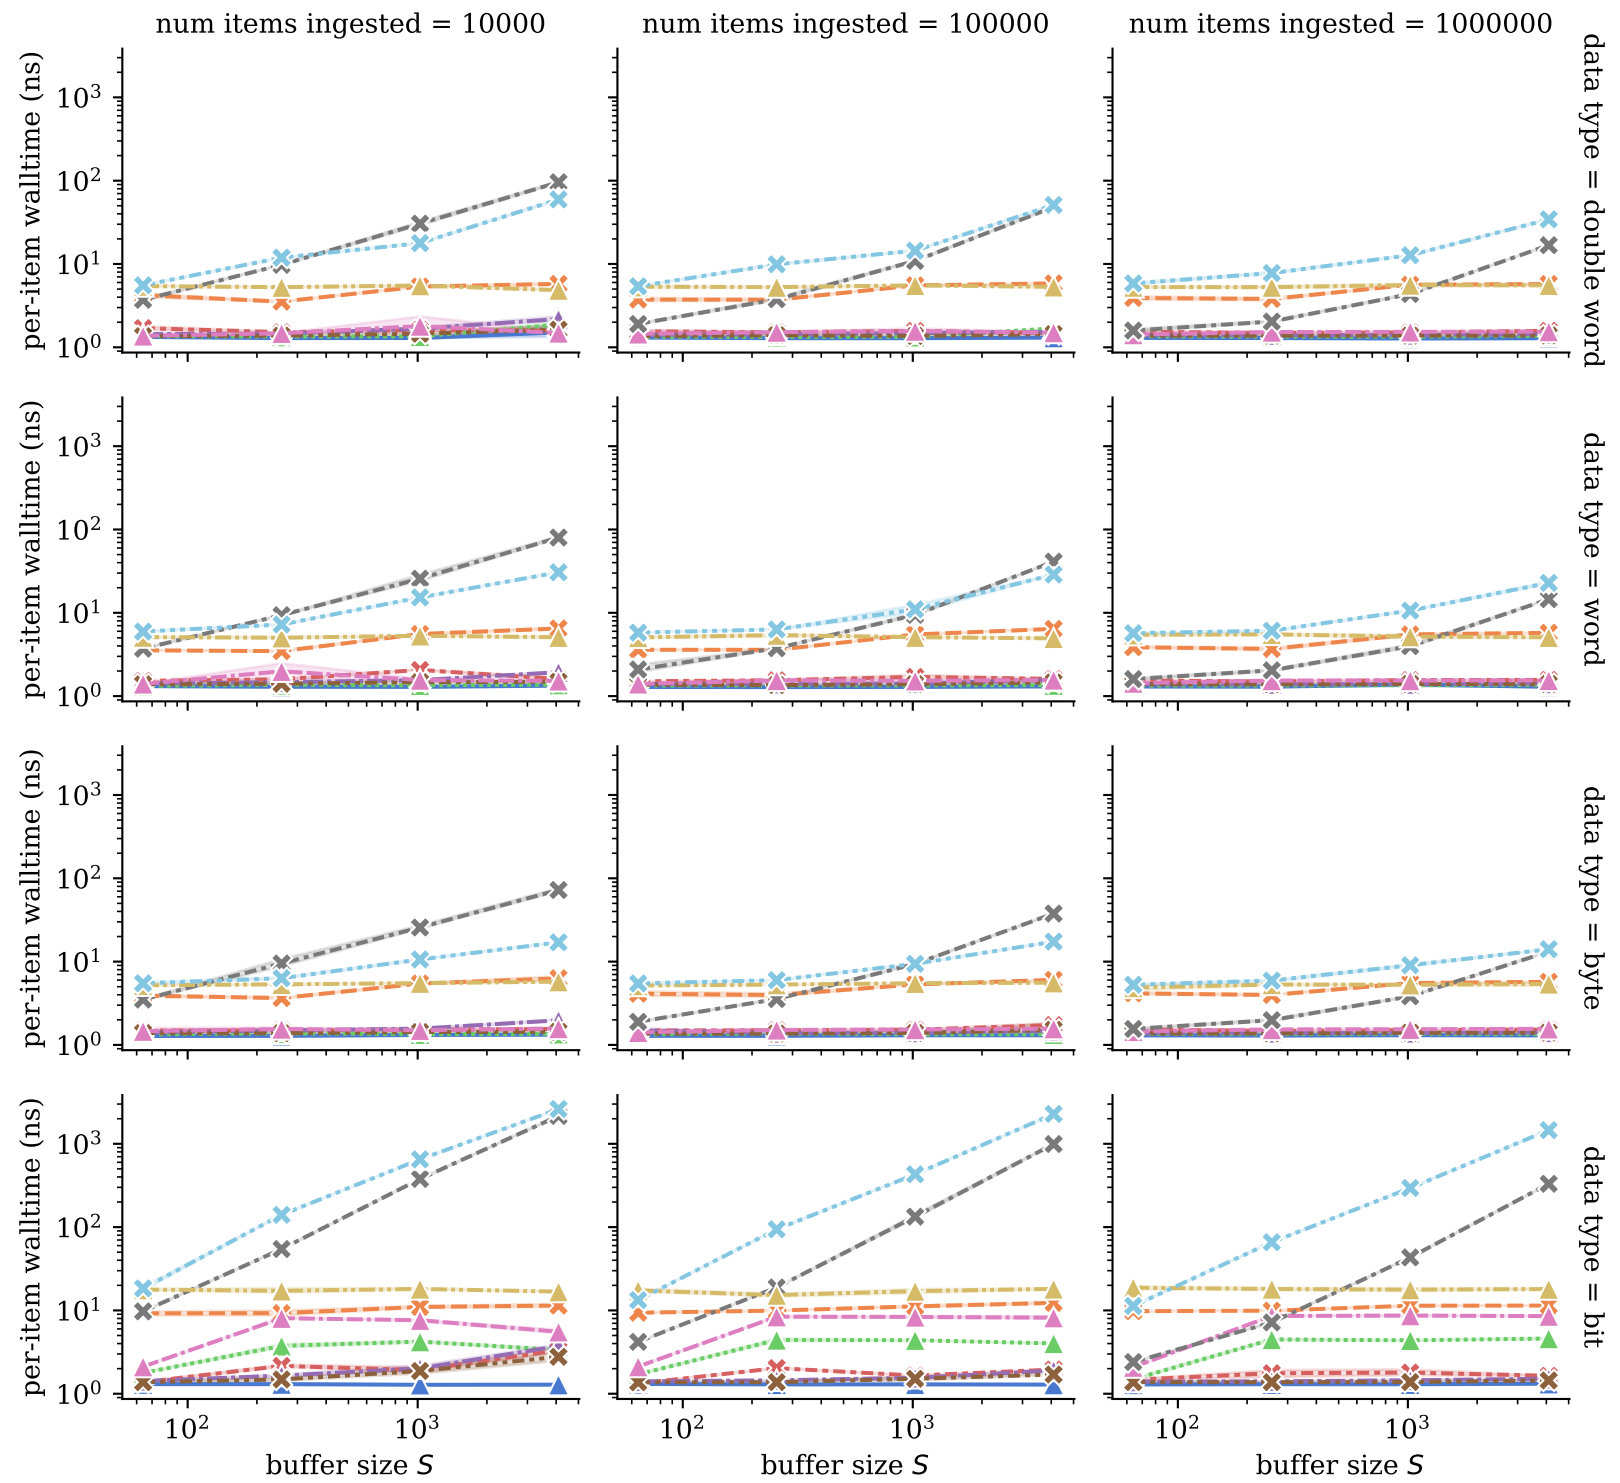 num items ingested = 10000
num items ingested = 100000
num items ingested = 1000000
per-item walltime (ns)
10³
10²
10¹
10⁰
data type = double word
per-item walltime (ns)
10³
10²
10¹
10⁰
data type = word
per-item walltime (ns)
10³
10²
10¹
10⁰
data type = byte
per-item walltime (ns)
10³
10²
10¹
10⁰
data type = bit
10² 10³
10² 10³
10² 10³
buffer size S
buffer size S
buffer size S